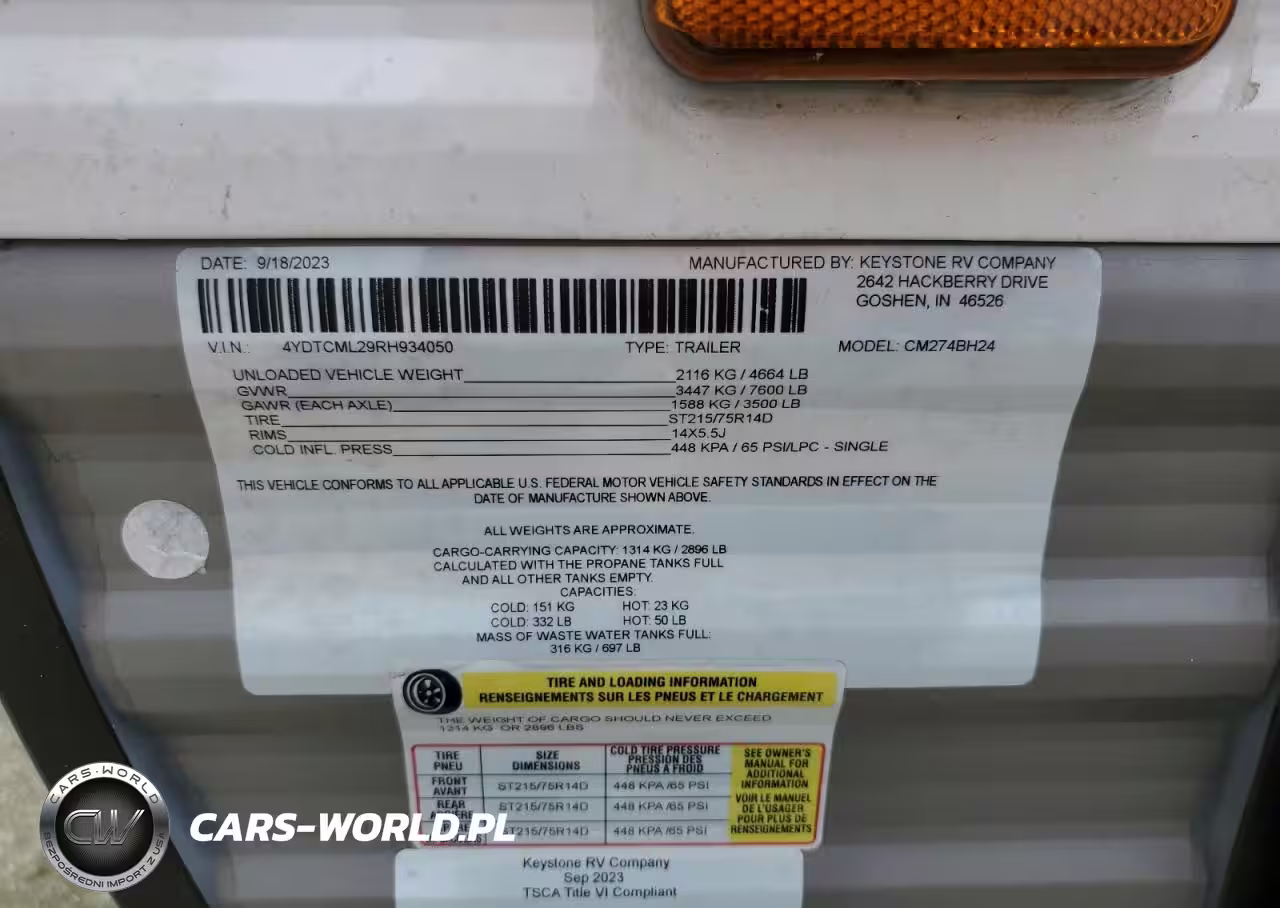 DATE: 9/18/2023
MANUFACTURED BY: KEYSTONE RV COMPANY
2642 HACKBERRY DRIVE
GOSHEN, IN 46526
V.I.N.: 4YDTCML29RH934050 TYPE: TRAILER MODEL: CM274BH24
UNLOADED VEHICLE WEIGHT 2116 KG / 4664 LB
GVWR 3447 KG / 7600 LB
GAWR (EACH AXLE) 1588 KG / 3500 LB
TIRE ST215/75R14D
RIMS 14X5.5J
COLD INFL. PRESS 448 KPA / 65 PSI/LPC - SINGLE
THIS VEHICLE CONFORMS TO ALL APPLICABLE U.S. FEDERAL MOTOR VEHICLE SAFETY STANDARDS IN EFFECT ON THE
DATE OF MANUFACTURE SHOWN ABOVE.
ALL WEIGHTS ARE APPROXIMATE.
CARGO-CARRYING CAPACITY: 1314 KG / 2896 LB
CALCULATED WITH THE PROPANE TANKS FULL
AND ALL OTHER TANKS EMPTY.
CAPACITIES:
COLD: 151 KG HOT: 23 KG
COLD: 332 LB HOT: 50 LB
MASS OF WASTE WATER TANKS FULL:
316 KG / 697 LB
TIRE AND LOADING INFORMATION
RENSEIGNEMENTS SUR LES PNEUS ET LE CHARGEMENT
THE WEIGHT OF CARGO SHOULD NEVER EXCEED
1314 KG OR 2896 LBS
TIRE
PNEU
SIZE
DIMENSIONS
COLD TIRE PRESSURE
PRESSION DES
PNEUS A FROID
FRONT
AVANT
ST215/75R14D 448 KPA /65 PSI
REAR
ST215/75R14D 448 KPA /65 PSI
ST215/75R14D 448 KPA /65 PSI
SEE OWNER'S
MANUAL FOR
ADDITIONAL
INFORMATION
VOIR LE MANUEL
DE L'USAGER
POUR PLUS DE
RENSEIGNEMENTS
Keystone RV Company
Sep 2023
TSCA Title VI Compliant
CARS-WORLD
CW
BEZPOŚREDNI IMPORT Z USA
CARS-WORLD.PL